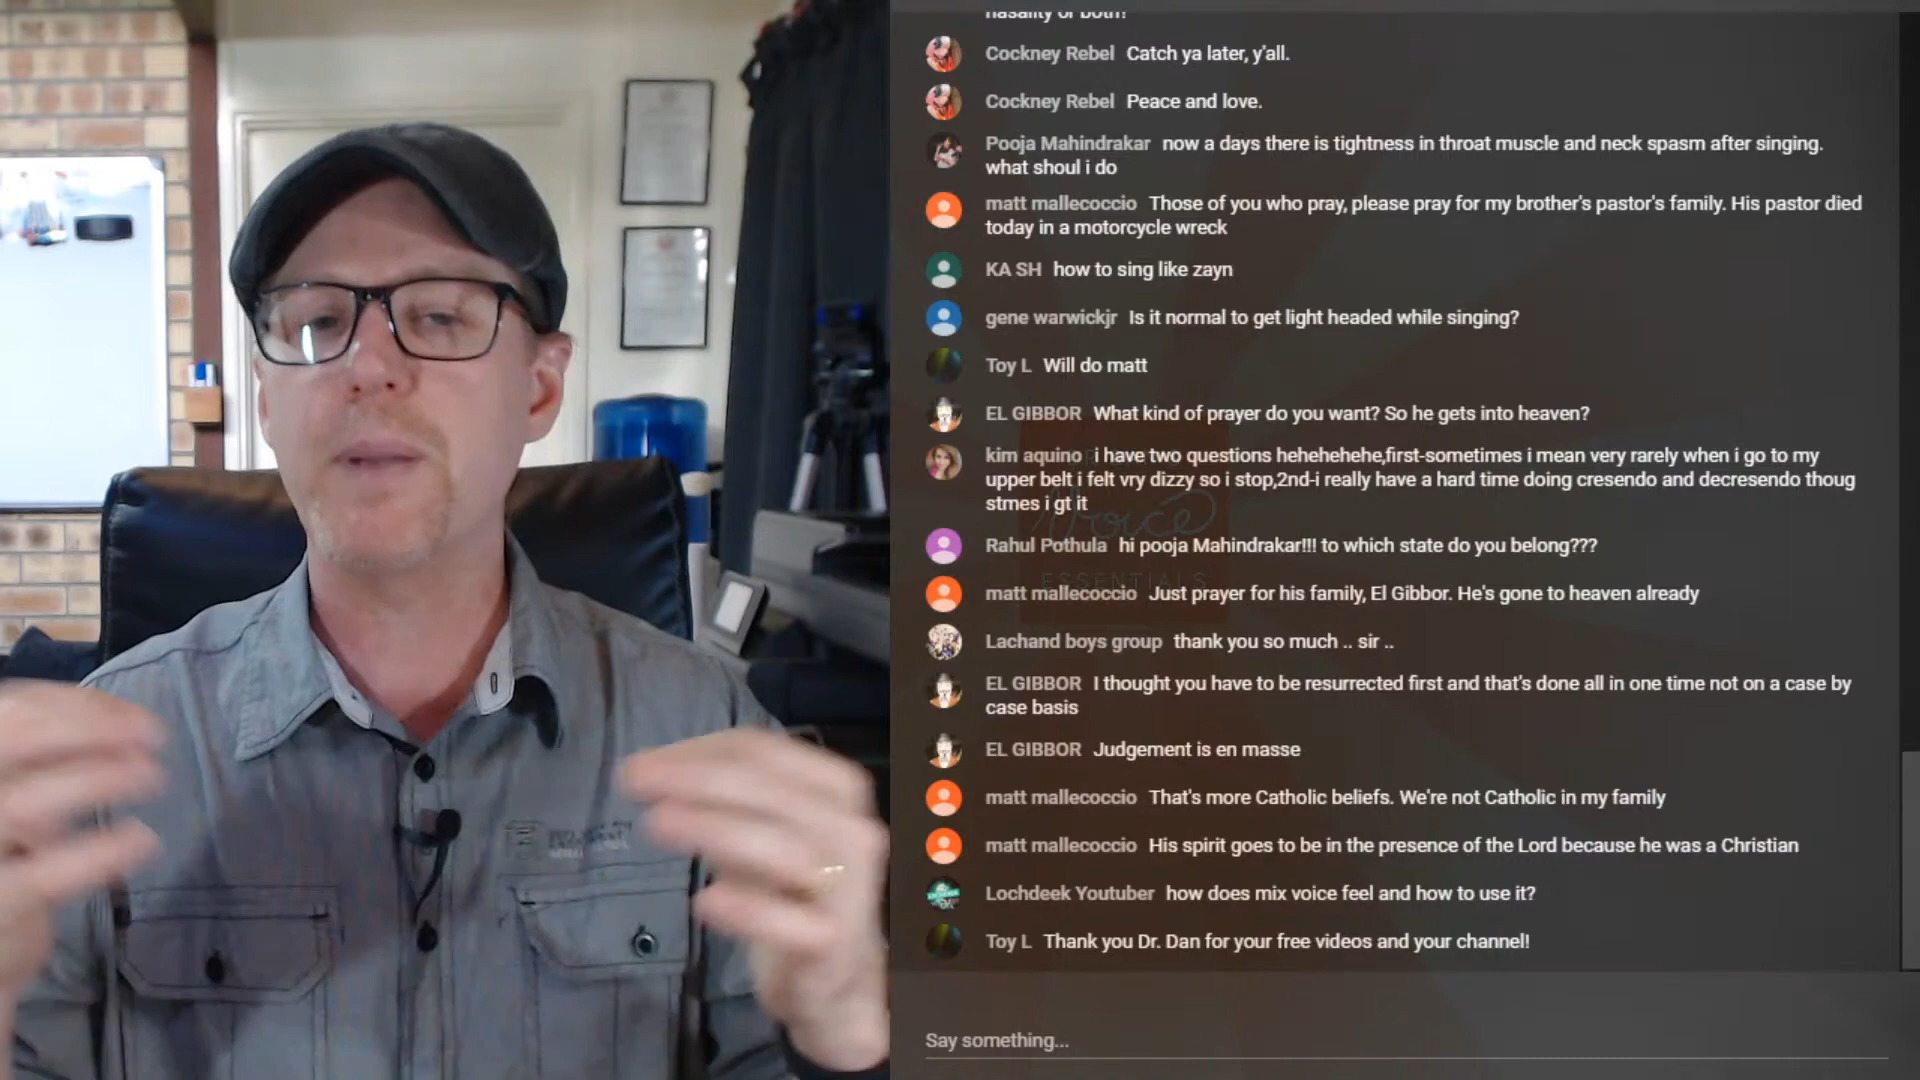 nasality or both?
Cockney Rebel Catch ya later, y'all.
Cockney Rebel Peace and love.
Pooja Mahindrakar now a days there is tightness in throat muscle and neck spasm after singing.
what shoul i do
matt mallecoccio Those of you who pray, please pray for my brother's pastor's family. His pastor died
today in a motorcycle wreck
KA SH how to sing like zayn
gene warwickjr Is it normal to get light headed while singing?
Toy L Will do matt
EL GIBBOR What kind of prayer do you want? So he gets into heaven?
kim aquino i have two questions hehehehehe,first-sometimes i mean very rarely when i go to my
upper belt i felt vry dizzy so i stop,2nd-i really have a hard time doing cresendo and decresendo thoug
stmes i gt it
Voice
Rahul Pothula hi pooja Mahindrakar!!! to which state do you belong???
ESSENTIALS
matt mallecoccio Just prayer for his family, El Gibbor. He's gone to heaven already
Lachand boys group thank you so much .. sir ..
EL GIBBOR I thought you have to be resurrected first and that's done all in one time not on a case by
case basis
EL GIBBOR Judgement is en masse
matt mallecoccio That's more Catholic beliefs. We're not Catholic in my family
matt mallecoccio His spirit goes to be in the presence of the Lord because he was a Christian
Lochdeek Youtuber how does mix voice feel and how to use it?
Toy L Thank you Dr. Dan for your free videos and your channel!
Say something...